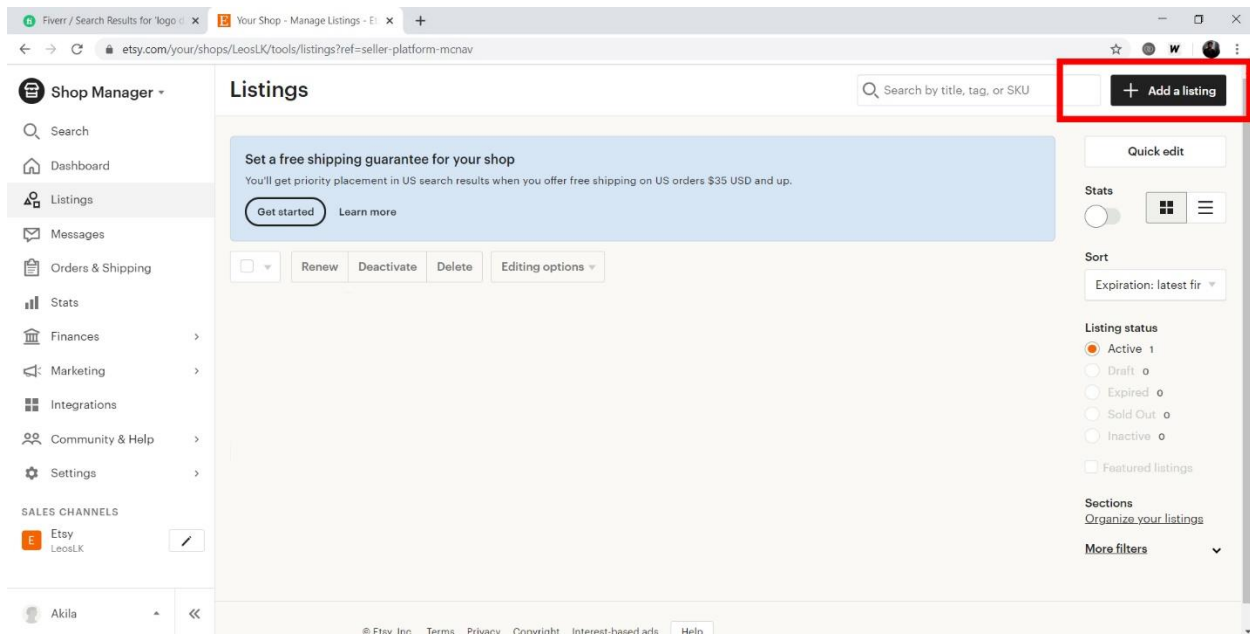 Fiverr / Search Results for 'logo d
Your Shop - Manage Listings - Et
etsy.com/your/shops/LeosLK/tools/listings?ref=seller-platform-mcnav
W
Shop Manager
Search
Dashboard
Listings
Messages
Orders & Shipping
Stats
Finances
Marketing
Integrations
Community & Help
Settings
SALES CHANNELS
E
Etsy
LeosLK
Akila
Listings
Search by title, tag, or SKU
Add a listing
Set a free shipping guarantee for your shop
You'll get priority placement in US search results when you offer free shipping on US orders $35 USD and up.
Get started Learn more
Renew Deactivate Delete Editing options
Quick edit
Stats
Sort
Expiration: latest fir
Listing status
Active 1
Draft 0
Expired 0
Sold Out 0
Inactive 0
Featured listings
Sections
Organize your listings
More filters
© Etsy, Inc. Terms Privacy Copyright Interest-based ads Help